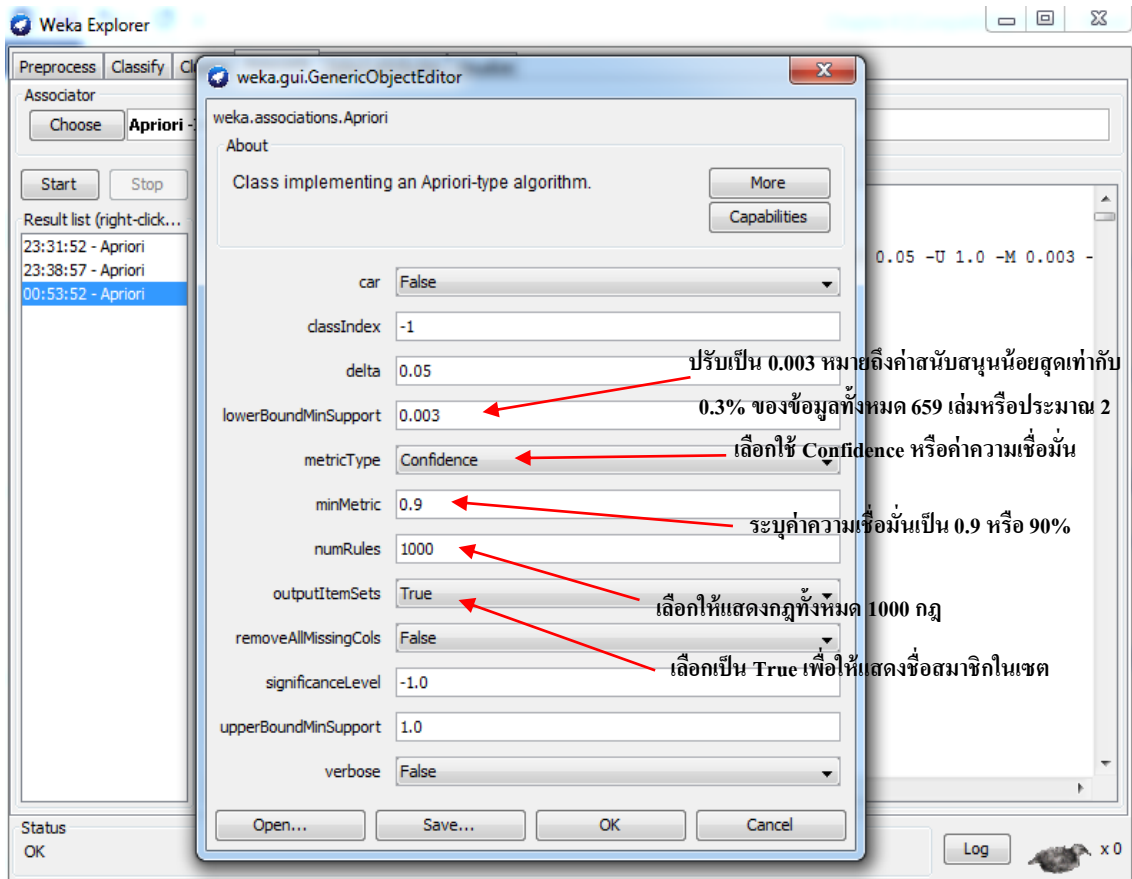 Weka Explorer
Preprocess Classify Cl
Associator
Choose Apriori
Start Stop
Result list (right-click...
23:31:52 - Apriori
23:38:57 - Apriori
00:53:52 - Apriori
0.05 -U 1.0 -M 0.003 -
weka.gui.GenericObjectEditor
weka.associations.Apriori
About
Class implementing an Apriori-type algorithm.
More
Capabilities
car False
classIndex -1
delta 0.05
ปรับเป็น 0.003 หมายถึงค่าสนับสนุนน้อยสุดเท่ากับ
lowerBoundMinSupport 0.003
0.3% ของข้อมูลทั้งหมด 659 เล่มหรือประมาณ 2
metricType Confidence
เลือกใช้ Confidence หรือค่าความเชื่อมั่น
minMetric 0.9
ระบุค่าความเชื่อมั่นเป็น 0.9 หรือ 90%
numRules 1000
outputItemSets True
เลือกให้แสดงกฎทั้งหมด 1000 กฎ
removeAllMissingCols False
เลือกเป็น True เพื่อให้แสดงชื่อสมาชิกในเซต
significanceLevel -1.0
upperBoundMinSupport 1.0
verbose False
Open... Save... OK Cancel
Status
OK
Log x 0